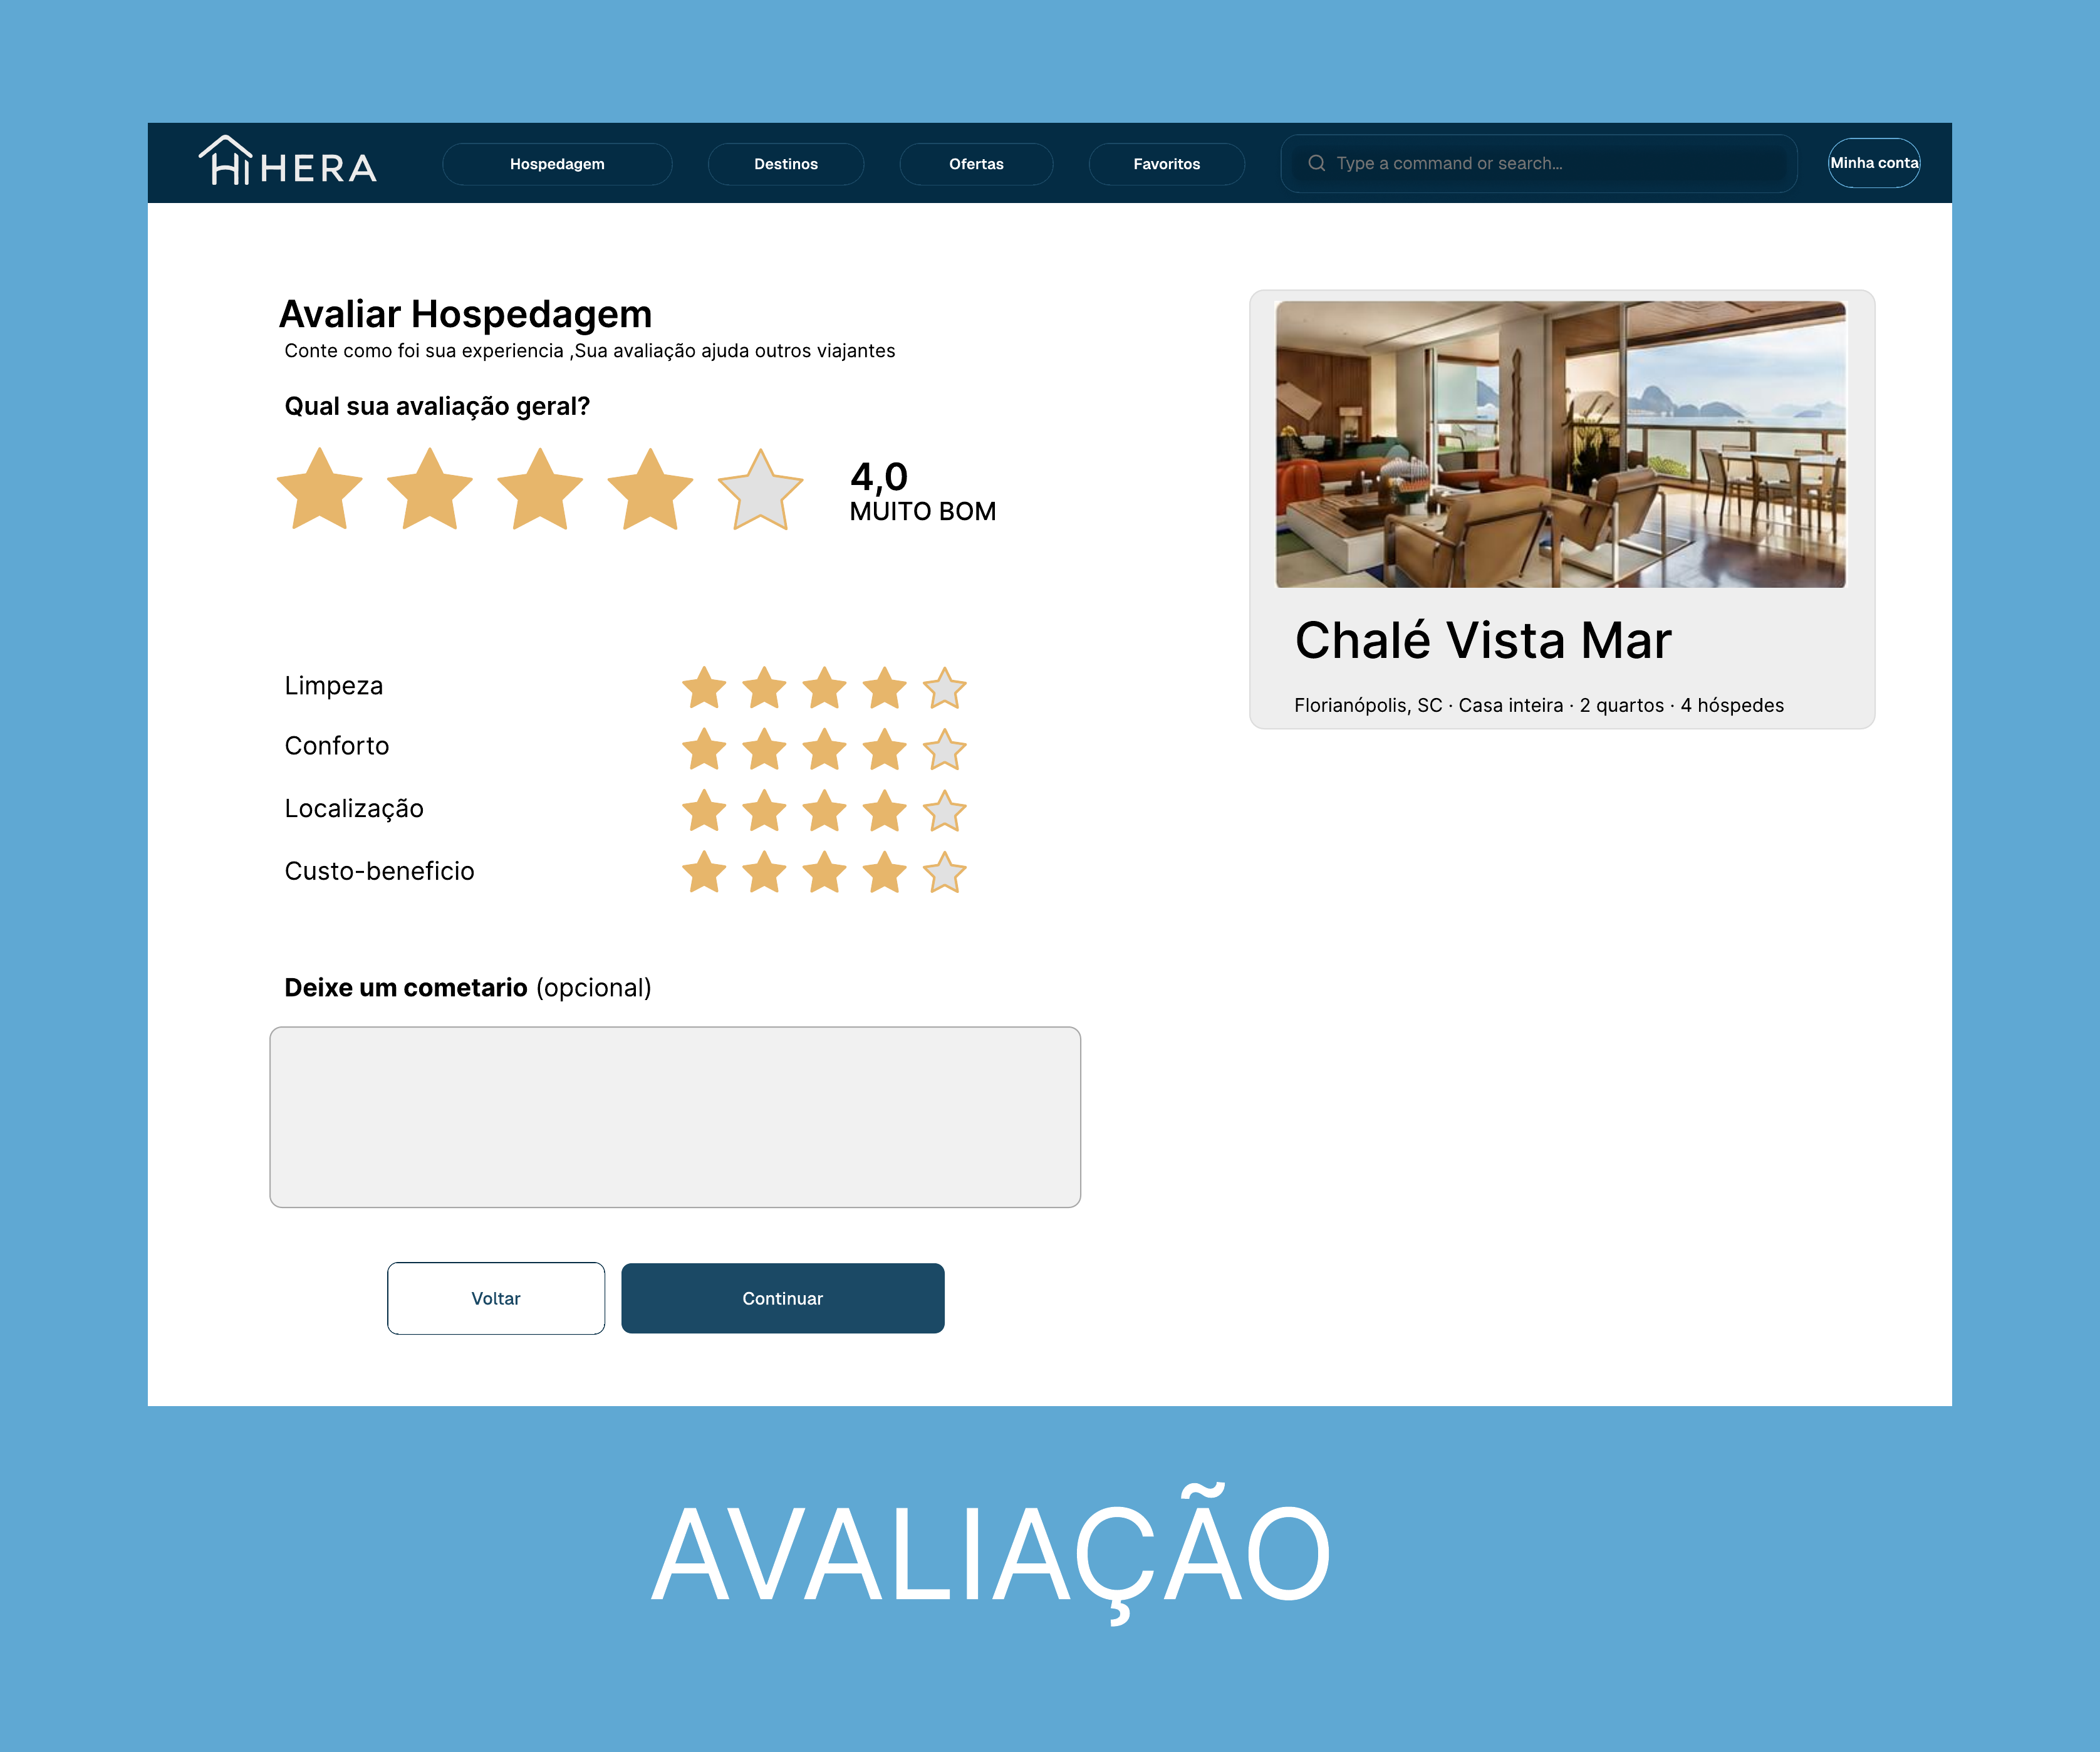 Hi HERA
Hospedagem
Destinos
Ofertas
Favoritos
Type a command or search...
Minha conta
Avaliar Hospedagem
Conte como foi sua experiencia ,Sua avaliação ajuda outros viajantes
Qual sua avaliação geral?
4,0
MUITO BOM
Limpeza
Conforto
Localização
Custo-beneficio
Deixe um cometario (opcional)
Voltar
Continuar
Chalé Vista Mar
Florianópolis, SC · Casa inteira · 2 quartos · 4 hóspedes
AVALIAÇÃO